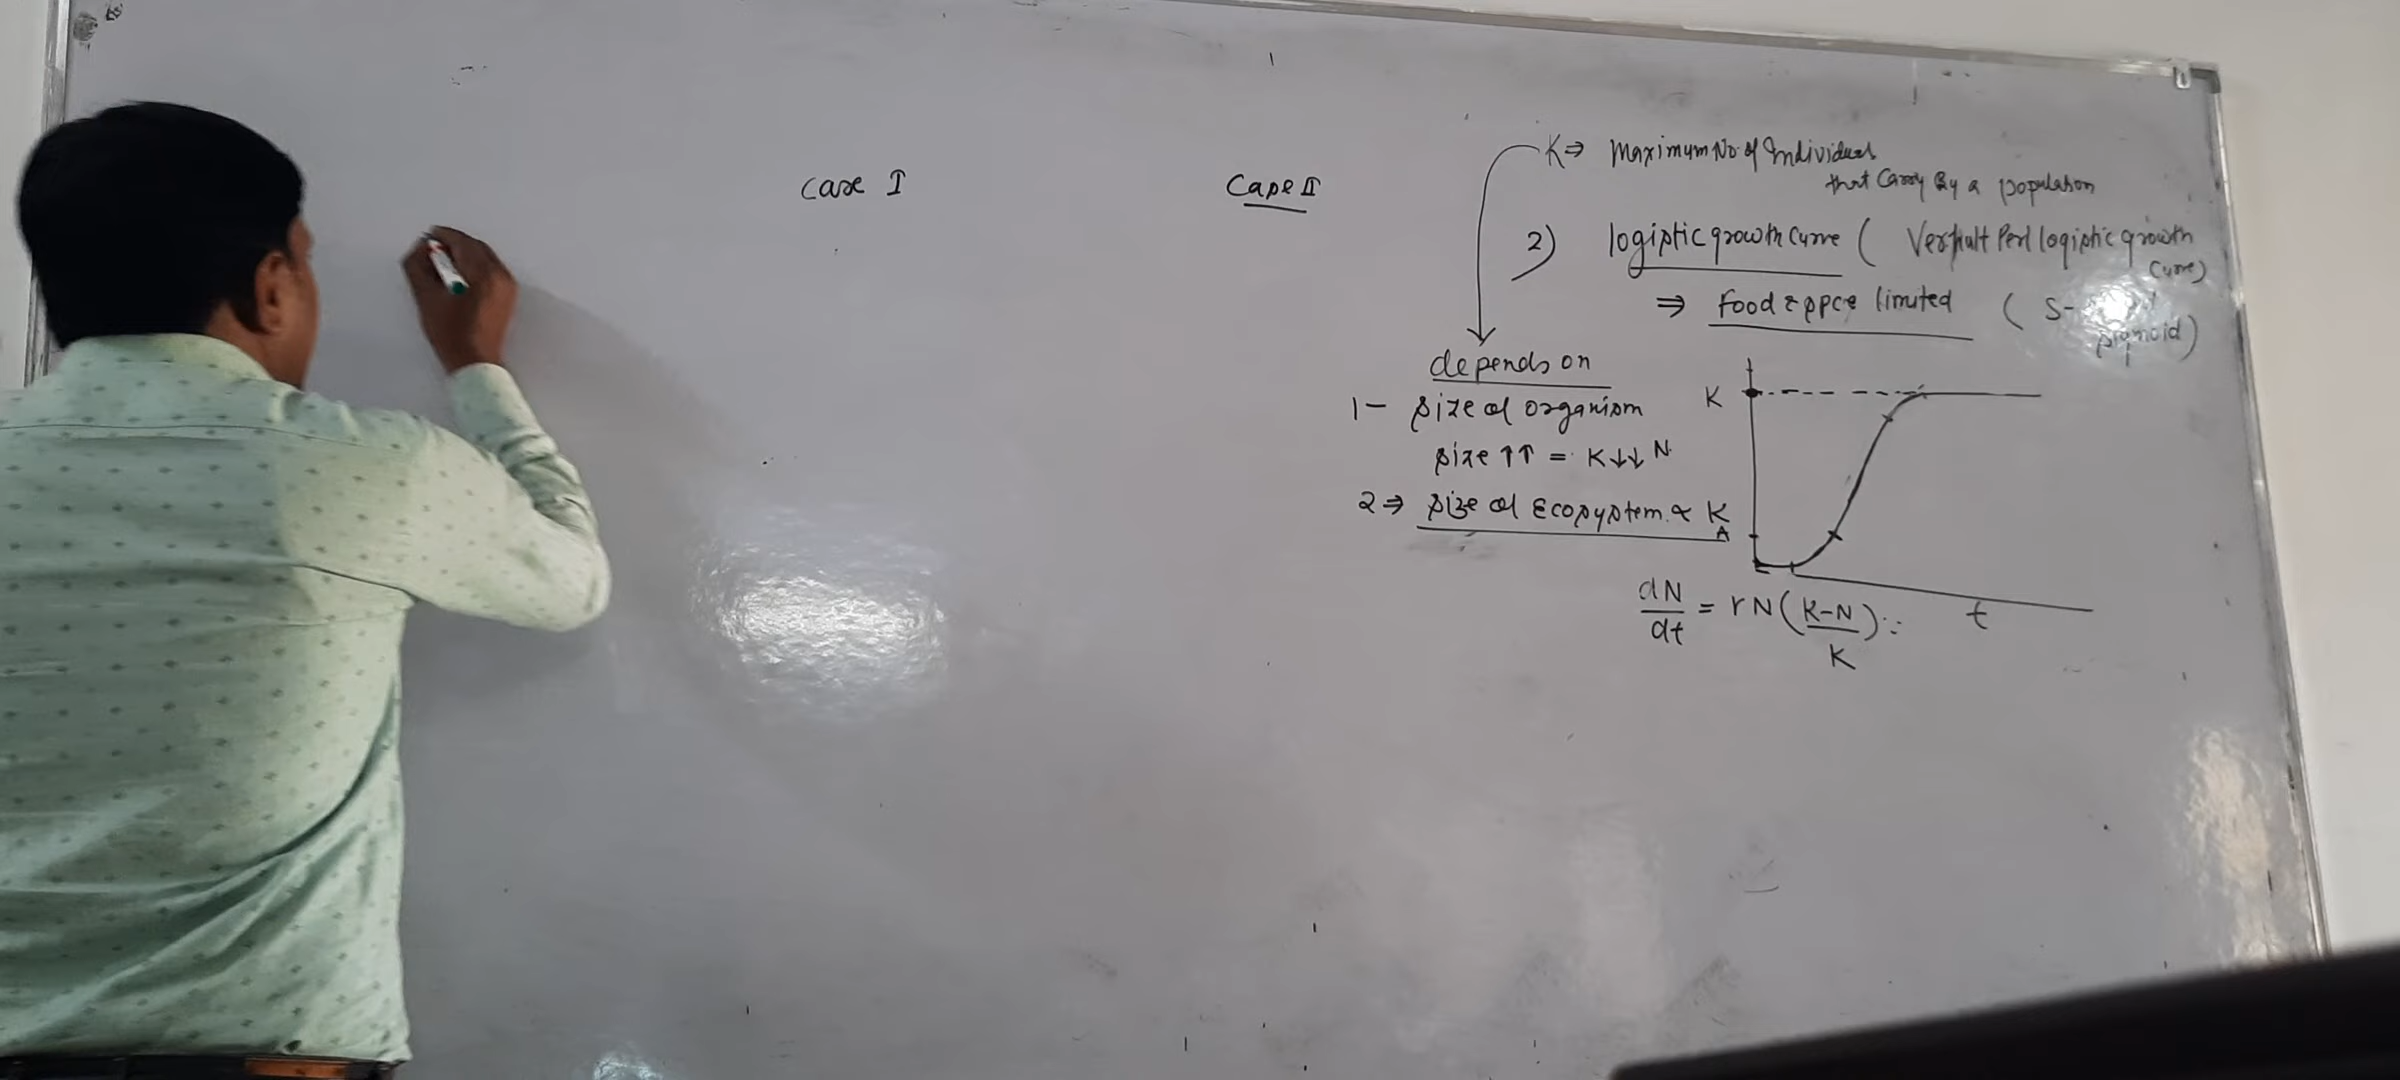 Case I
Case II
K⇒ Maximum No. of Individual
that Carry By a population
2) logistic growth curve ( Verhult Perl logistic growth
Curve)
⇒ Food & space limited ( S-
sigmoid)
depends on
1- size of organism
size ↑↑ = K↓↓ N
2⇒ size of Ecosystem ∝ K
K
A
t
dN/dt = rN(K-N/K)